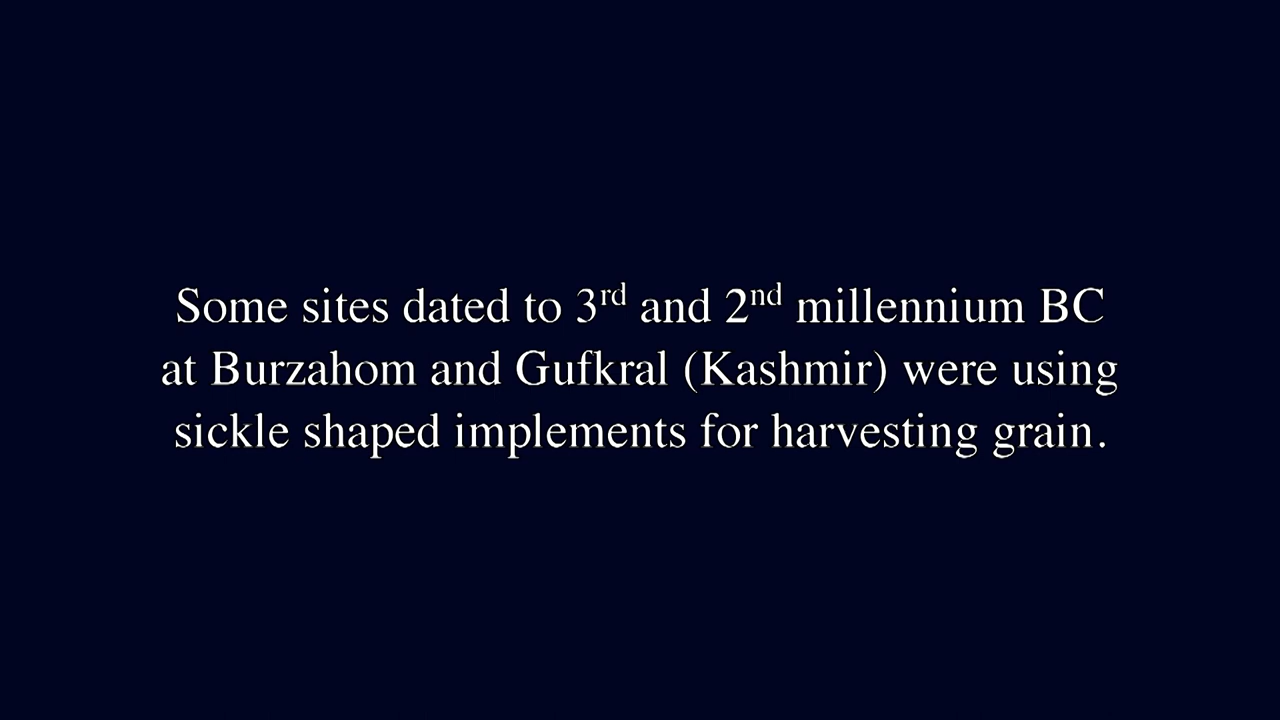 Some sites dated to 3rd and 2nd millennium BC
at Burzahom and Gufkral (Kashmir) were using
sickle shaped implements for harvesting grain.